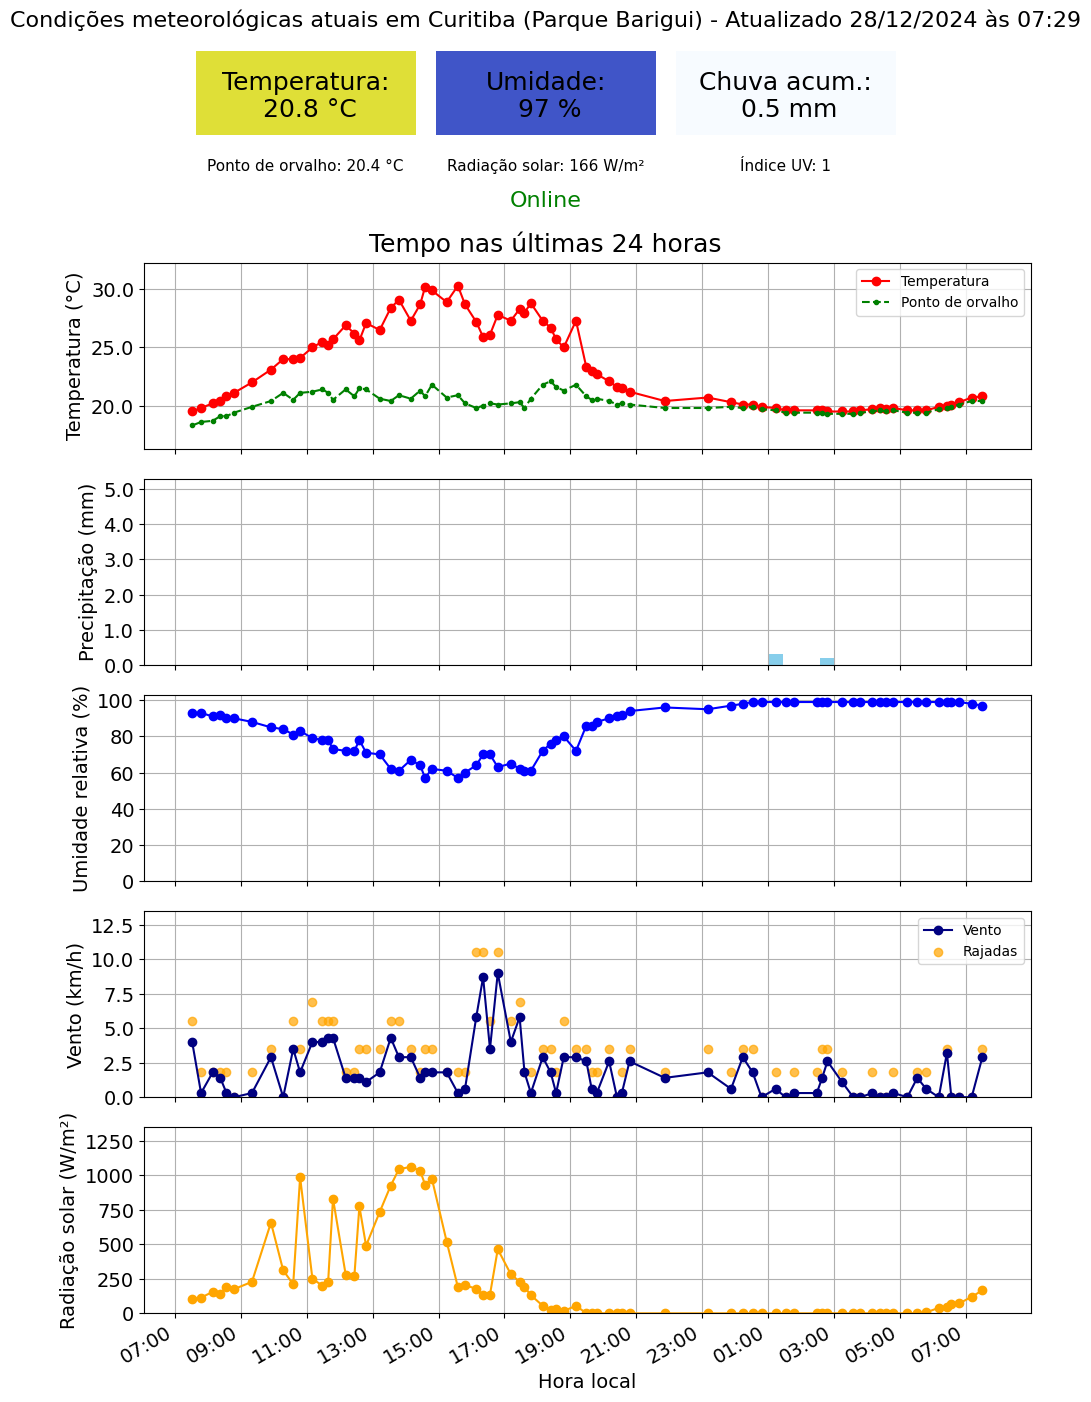 Condições meteorológicas atuais em Curitiba (Parque Barigui) - Atualizado 28/12/2024 às 07:29
Temperatura:
20.8 °C
Umidade:
97 %
Chuva acum.:
0.5 mm
Ponto de orvalho: 20.4 °C
Radiação solar: 166 W/m²
Índice UV: 1
Online
Tempo nas últimas 24 horas
Temperatura (°C)
30.0
25.0
20.0
Temperatura
Ponto de orvalho
Precipitação (mm)
5.0
4.0
3.0
2.0
1.0
0.0
Umidade relativa (%)
100
80
60
40
20
0
Vento (km/h)
12.5
10.0
7.5
5.0
2.5
0.0
Vento
Rajadas
Radiação solar (W/m²)
1250
1000
750
500
250
0
07:00
09:00
11:00
13:00
15:00
17:00
19:00
21:00
23:00
01:00
03:00
05:00
07:00
Hora local